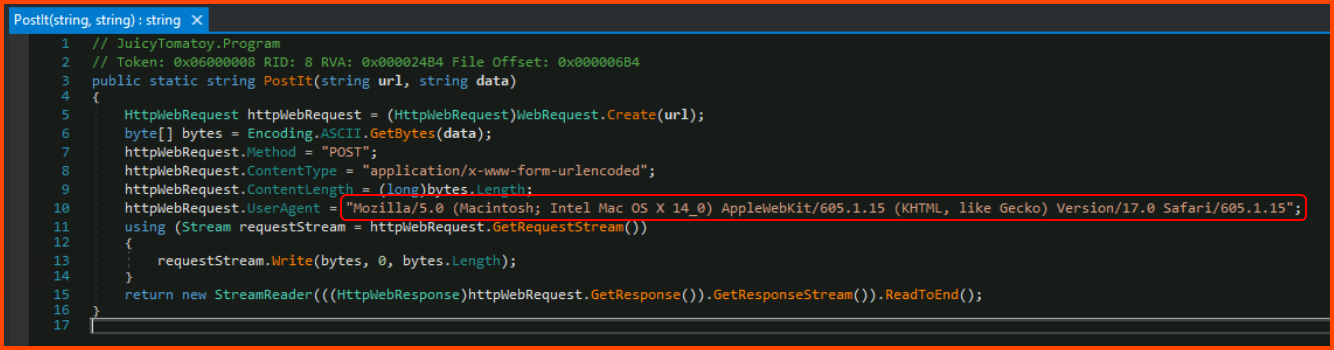 PostIt(string, string) : string ×
1 // JuicyTomatoy.Program
2 // Token: 0x06000008 RID: 8 RVA: 0x000024B4 File Offset: 0x000006B4
3 public static string PostIt(string url, string data)
4 {
5 HttpWebRequest httpWebRequest = (HttpWebRequest)WebRequest.Create(url);
6 byte[] bytes = Encoding.ASCII.GetBytes(data);
7 httpWebRequest.Method = "POST";
8 httpWebRequest.ContentType = "application/x-www-form-urlencoded";
9 httpWebRequest.ContentLength = (long)bytes.Length;
10 httpWebRequest.UserAgent = "Mozilla/5.0 (Macintosh; Intel Mac OS X 14_0) AppleWebKit/605.1.15 (KHTML, like Gecko) Version/17.0 Safari/605.1.15";
11 using (Stream requestStream = httpWebRequest.GetRequestStream())
12 {
13 requestStream.Write(bytes, 0, bytes.Length);
14 }
15 return new StreamReader(((HttpWebResponse)httpWebRequest.GetResponse()).GetResponseStream()).ReadToEnd();
16 }
17